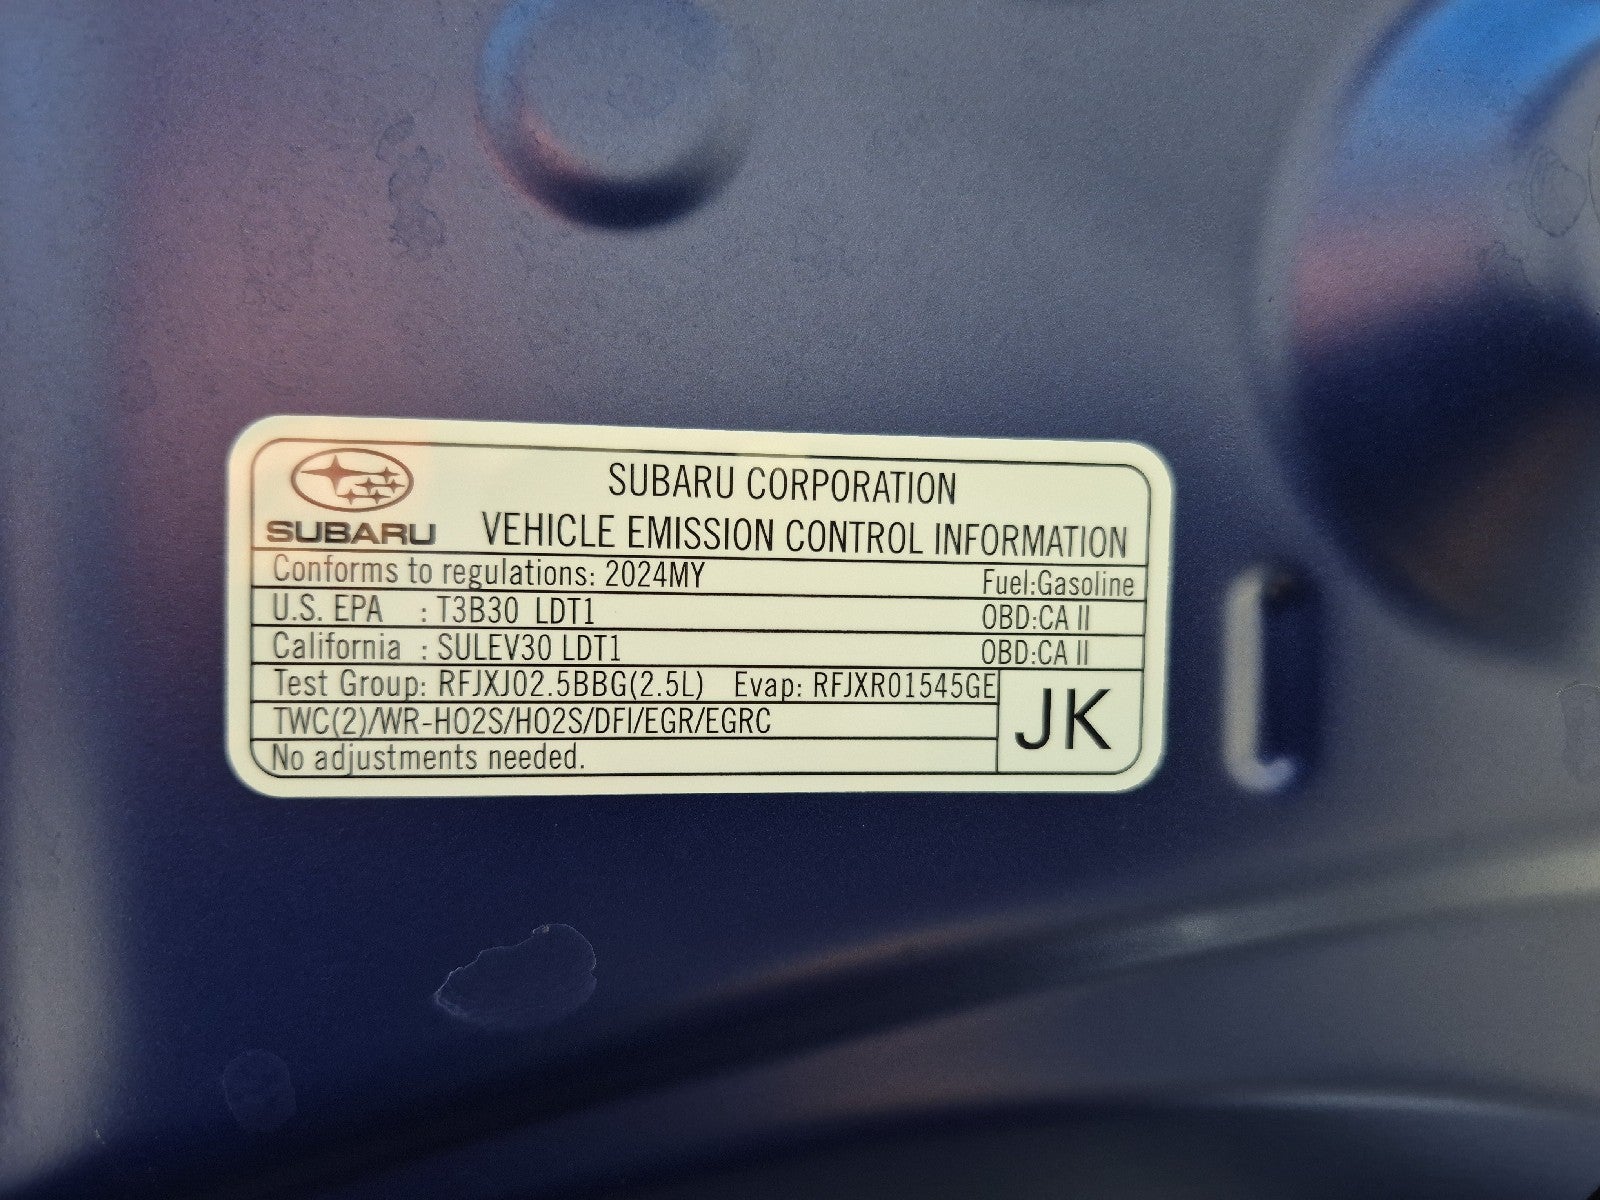 SUBARU CORPORATION
SUBARU VEHICLE EMISSION CONTROL INFORMATION
Conforms to regulations: 2024MY Fuel:Gasoline
U.S. EPA : T3B30 LDT1 OBD:CA II
California : SULEV30 LDT1 OBD:CA II
Test Group: RFJXJ02.5BBG(2.5L) Evap: RFJXR01545GE
TWC(2)/WR-HO2S/HO2S/DFI/EGR/EGRC
JK
No adjustments needed.